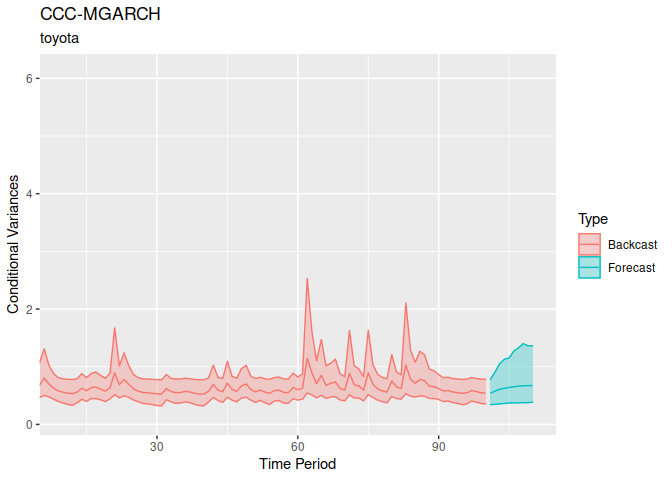 CCC-MGARCH
toyota
6
4
2
0
Conditional Variances
30
60
90
Time Period
Type
Backcast
Forecast